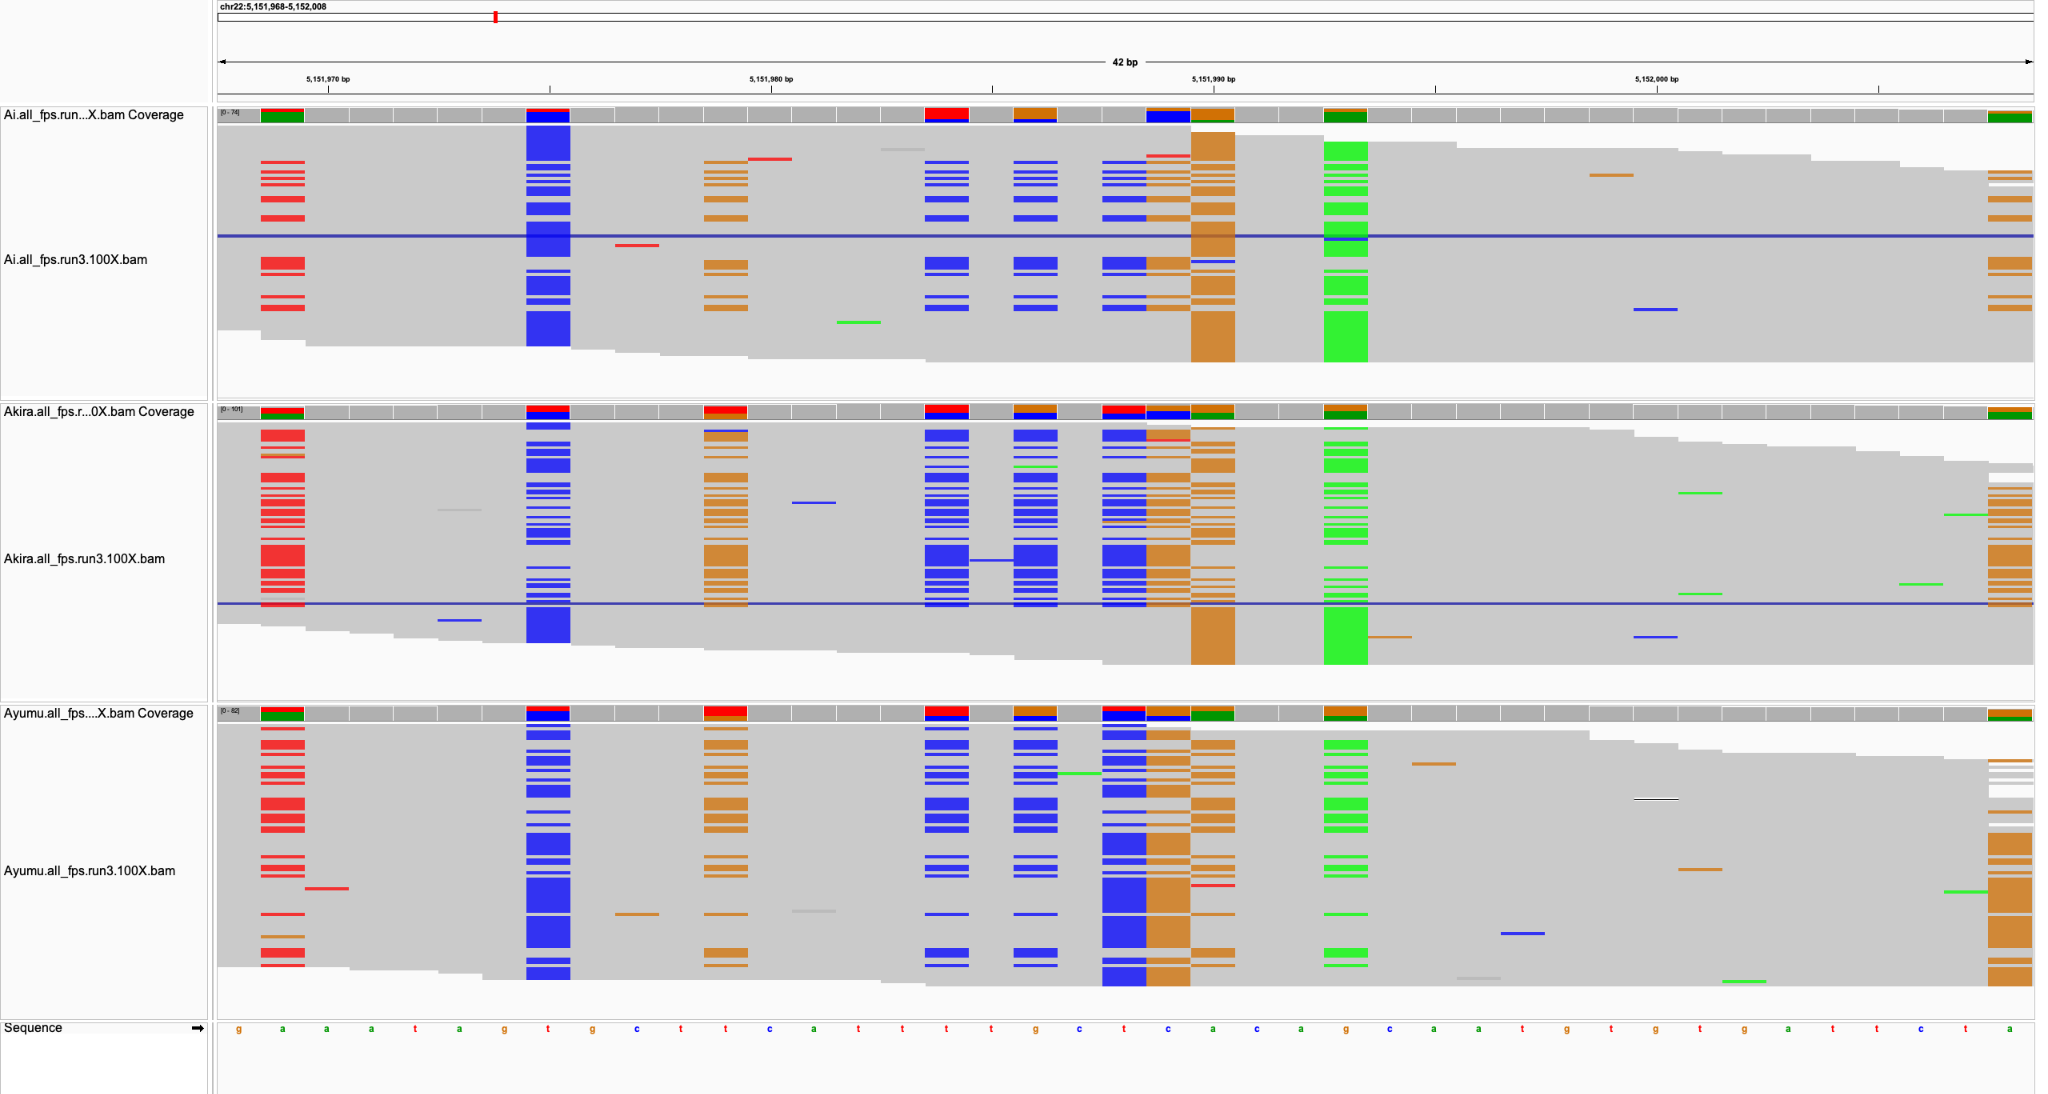 chr22:5,151,968-5,152,008
42 bp
5,151,970 bp 5,151,980 bp 5,151,990 bp 5,152,000 bp
Ai.all_fps.run...X.bam Coverage
[0 - 74]
Ai.all_fps.run3.100X.bam
Akira.all_fps.r...0X.bam Coverage
[0 - 101]
Akira.all_fps.run3.100X.bam
Ayumu.all_fps....X.bam Coverage
[0 - 82]
Ayumu.all_fps.run3.100X.bam
Sequence g a a a t a g t g c t t c a t t t t g c t c a c a g c a a t g t g t g a t t c t a